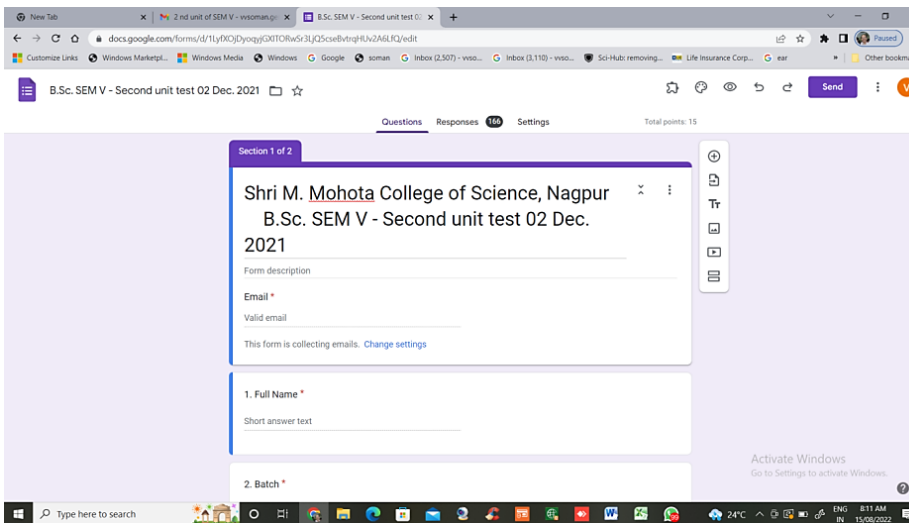 New Tab
2 nd unit of SEM V - vvsoman.g
B.Sc. SEM V - Second unit test 02
docs.google.com/forms/d/1LyfXOjDyoqyjGXITORwSr3LjQ5cseBvtrqHUv2A6LfQ/edit
Paused
Customize Links
Windows Marketpl...
Windows Media
Windows
Google
soman
Inbox (2,507) - vvso...
Inbox (3,110) - vvso...
Sci-Hub: removing...
Life Insurance Corp...
ear
»
Other bookm
B.Sc. SEM V - Second unit test 02 Dec. 2021
Send
Questions
Responses 166
Settings
Total points: 15
Section 1 of 2
Shri M. Mohota College of Science, Nagpur
B.Sc. SEM V - Second unit test 02 Dec.
2021
Form description
Email *
Valid email
This form is collecting emails. Change settings
1. Full Name *
Short answer text
2. Batch *
Activate Windows
Go to Settings to activate Windows.
Type here to search
24°C
ENG
IN
8:11 AM
15/08/2022